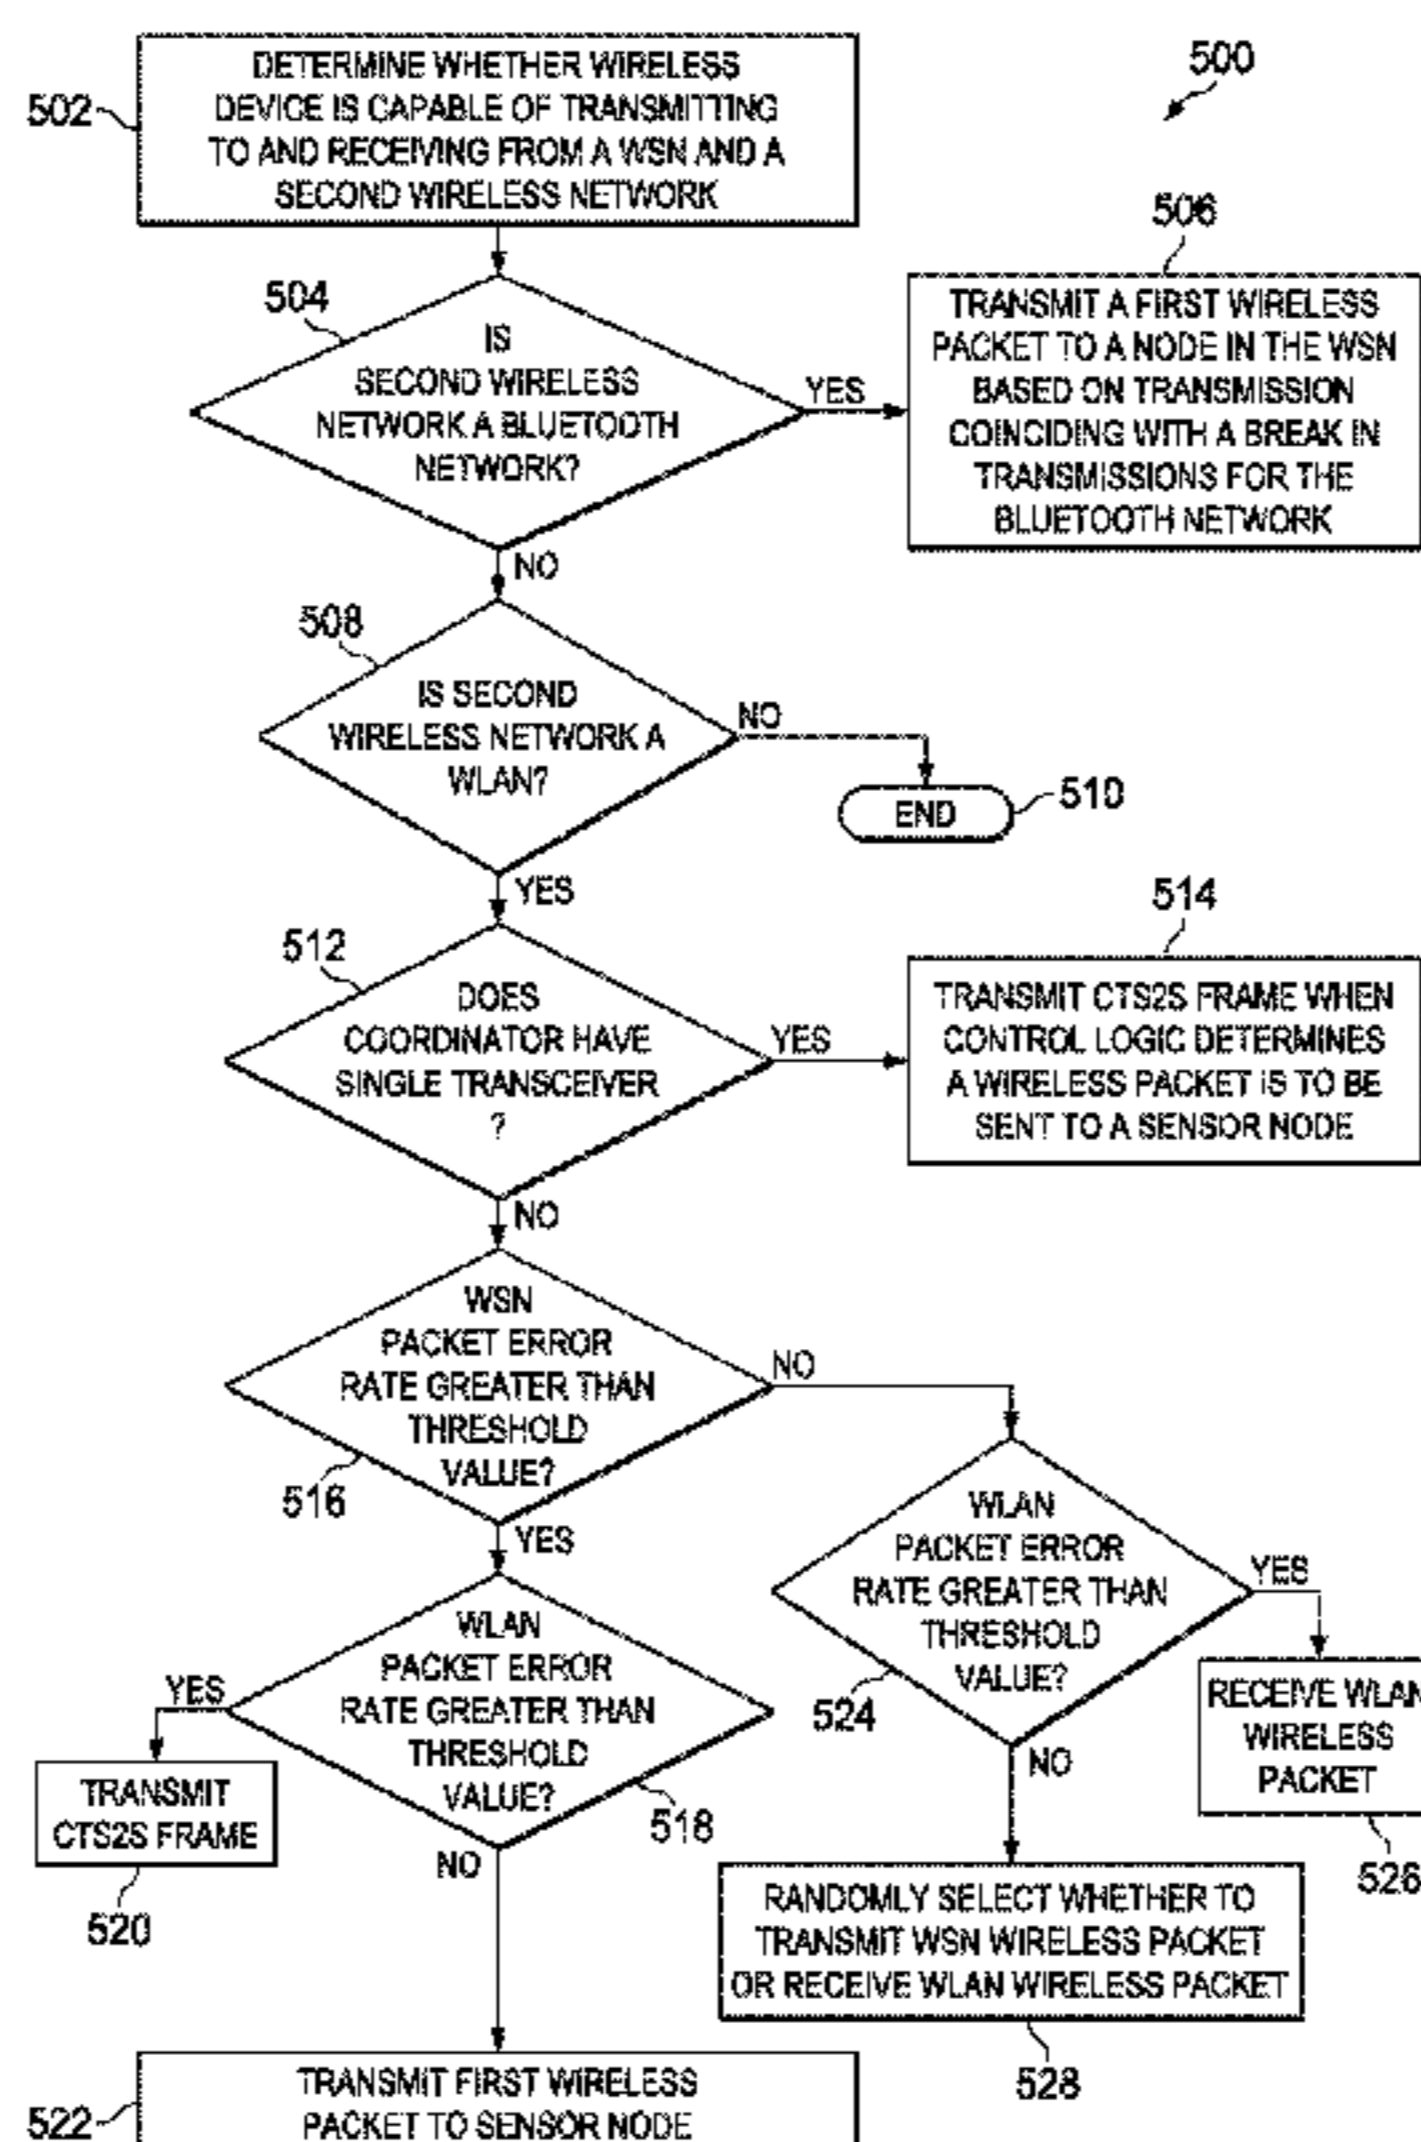 500
502
DETERMINE WHETHER WIRELESS
DEVICE IS CAPABLE OF TRANSMITTING
TO AND RECEIVING FROM A WSN AND A
SECOND WIRELESS NETWORK
504
IS
SECOND WIRELESS
NETWORK A BLUETOOTH
NETWORK?
YES
NO
506
TRANSMIT A FIRST WIRELESS
PACKET TO A NODE IN THE WSN
BASED ON TRANSMISSION
COINCIDING WITH A BREAK IN
TRANSMISSIONS FOR THE
BLUETOOTH NETWORK
508
IS SECOND
WIRELESS NETWORK A
WLAN?
NO
END
510
YES
512
DOES
COORDINATOR HAVE
SINGLE TRANSCEIVER
?
YES
NO
514
TRANSMIT CTS2S FRAME WHEN
CONTROL LOGIC DETERMINES
A WIRELESS PACKET IS TO BE
SENT TO A SENSOR NODE
WSN
PACKET ERROR
RATE GREATER THAN
THRESHOLD
VALUE?
516
NO
YES
WLAN
PACKET ERROR
RATE GREATER THAN
THRESHOLD
VALUE?
518
YES
NO
TRANSMIT
CTS2S FRAME
520
WLAN
PACKET ERROR
RATE GREATER THAN
THRESHOLD
VALUE?
524
YES
NO
RECEIVE WLAN
WIRELESS
PACKET
526
RANDOMLY SELECT WHETHER TO
TRANSMIT WSN WIRELESS PACKET
OR RECEIVE WLAN WIRELESS PACKET
528
522
TRANSMIT FIRST WIRELESS
PACKET TO SENSOR NODE